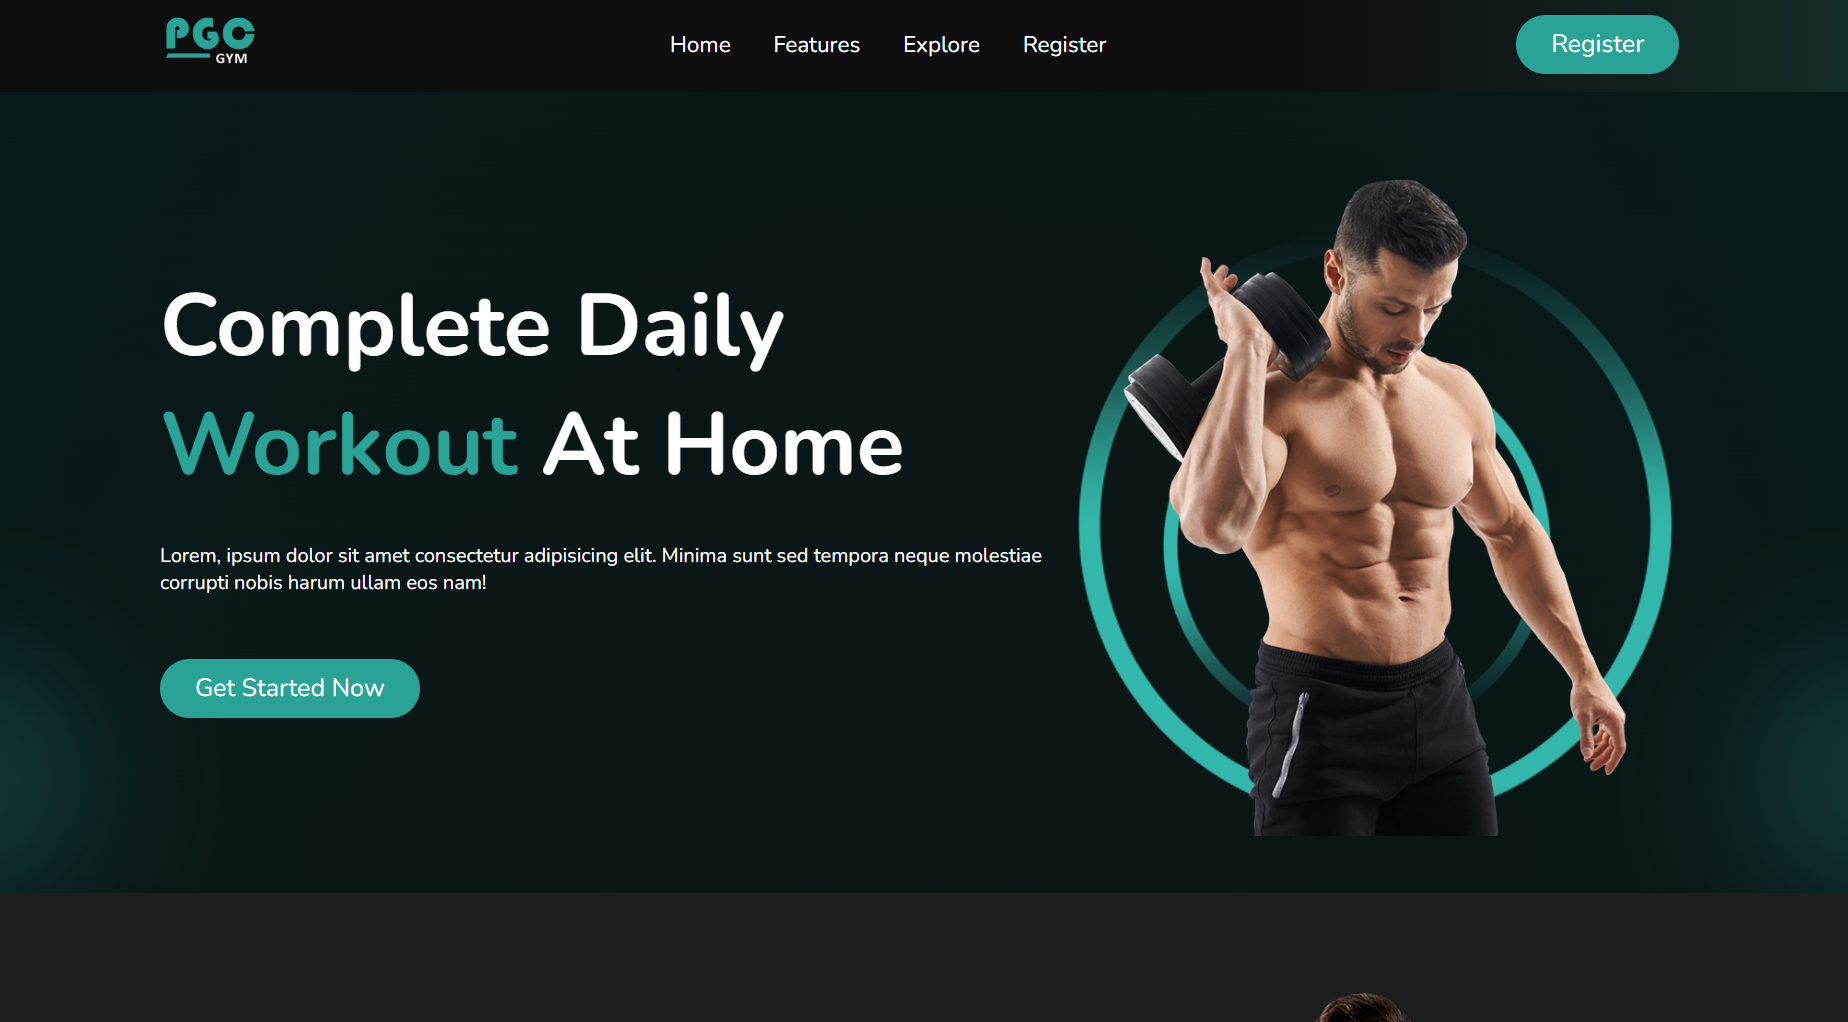 PGC
GYM
Home
Features
Explore
Register
Register
Complete Daily
Workout At Home
Lorem, ipsum dolor sit amet consectetur adipisicing elit. Minima sunt sed tempora neque molestiae
corrupti nobis harum ullam eos nam!
Get Started Now